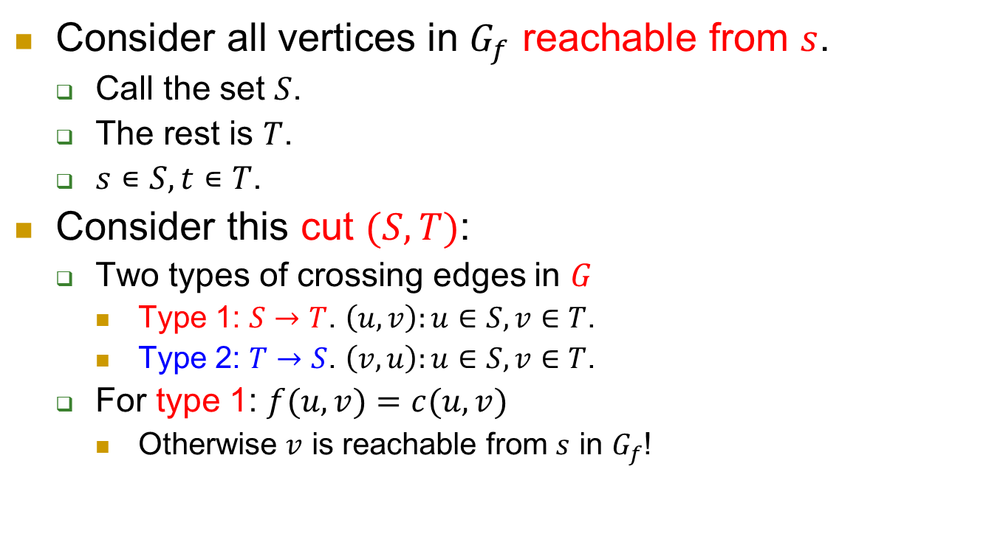 Consider all vertices in $G_f$ reachable from $s$.
Call the set $S$.
The rest is $T$.
$s \in S, t \in T$.
Consider this cut $(S, T)$:
Two types of crossing edges in $G$
Type 1: $S \to T$. $(u, v): u \in S, v \in T$.
Type 2: $T \to S$. $(v, u): u \in S, v \in T$.
For type 1: $f(u, v) = c(u, v)$
Otherwise $v$ is reachable from $s$ in $G_f$!